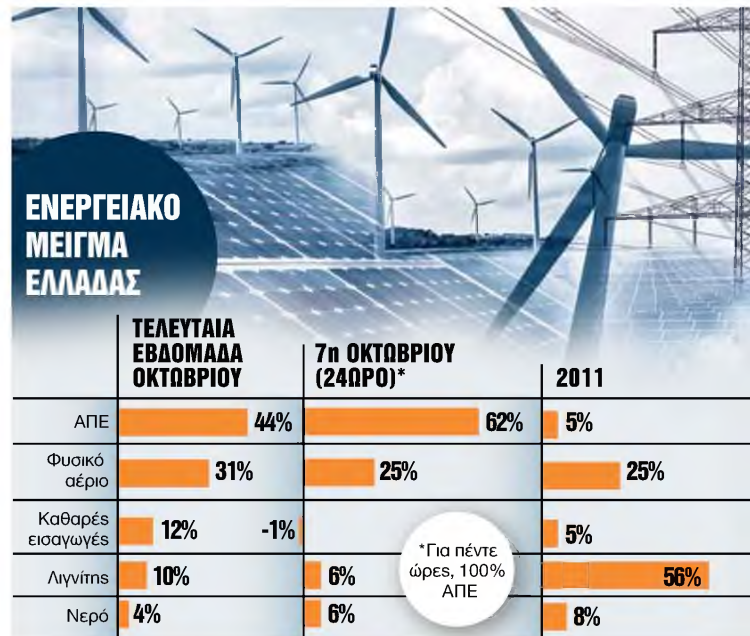 ΕΝΕΡΓΕΙΑΚΟ
ΜΕΙΓΜΑ
ΕΛΛΑΔΑΣ
ΤΕΛΕΥΤΑΙΑ
ΕΒΔΟΜΑΔΑ
ΟΚΤΩΒΡΙΟΥ
7η ΟΚΤΩΒΡΙΟΥ
(24ΩΡΟ)*
2011
ΑΠΕ 44% 62% 5%
Φυσικό
αέριο 31% 25% 25%
Καθαρές
εισαγωγές 12% -1% 5%
Λιγνίτης 10% 6% 56%
Νερό 4% 6% 8%
*Για πέντε
ώρες, 100%
ΑΠΕ